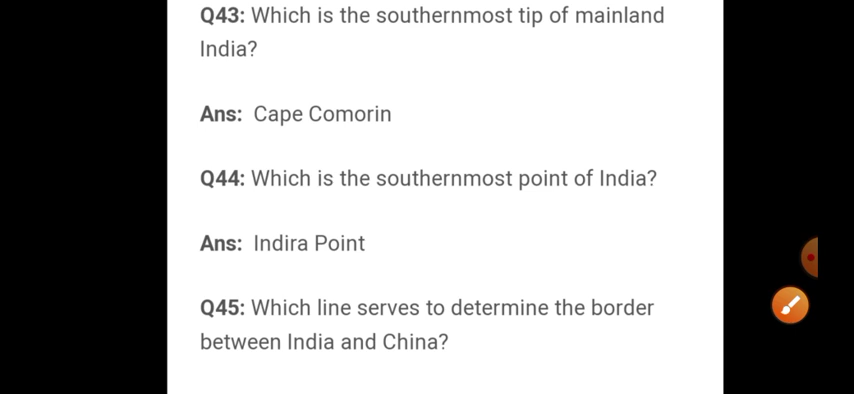 Q43: Which is the southernmost tip of mainland
India?
Ans: Cape Comorin
Q44: Which is the southernmost point of India?
Ans: Indira Point
Q45: Which line serves to determine the border
between India and China?